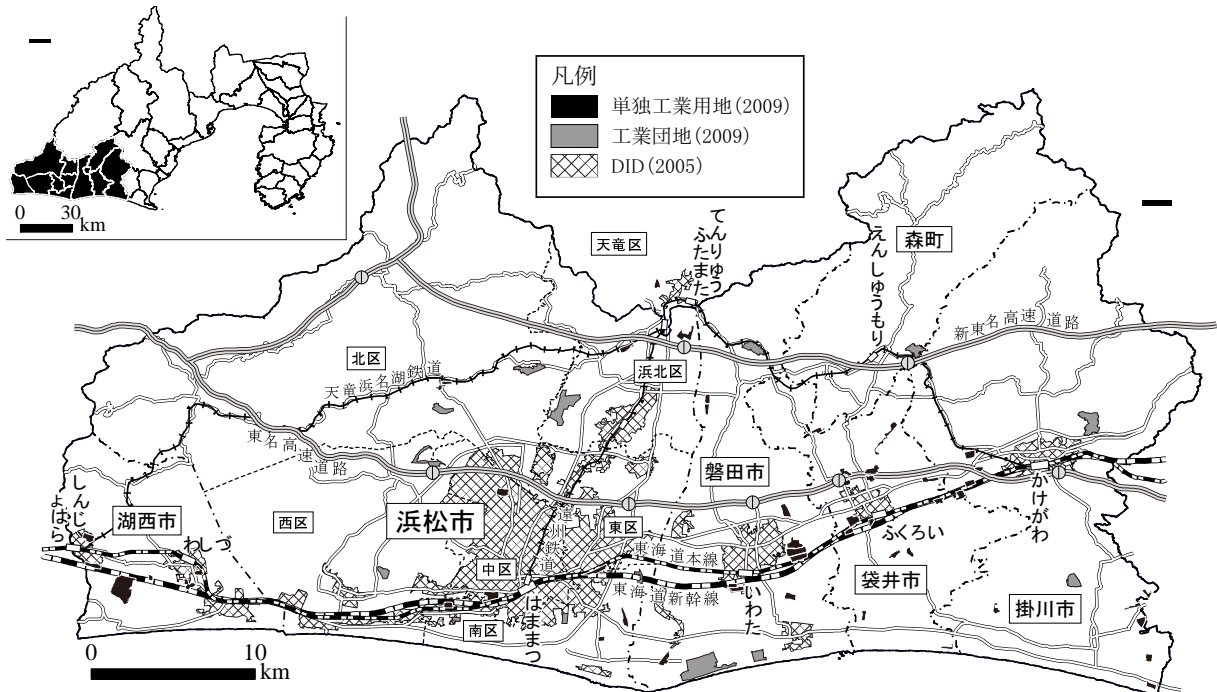 0 30
km
凡例
単独工業用地(2009)
工業団地(2009)
DID(2005)
天竜区
てんりゅう
ふたまた
えんしゅうもり
森町
新東名高速道路
北区
天竜浜名湖鉄道
浜北区
東名高速道路
磐田市
しんじょ
よはら
湖西市
わしづ
西区
浜松市
遠州鉄道
東区
中区
東海道本線
東海道新幹線
ふくろい
かけがわ
袋井市
掛川市
南区
はままつ
いわた
0 10
km